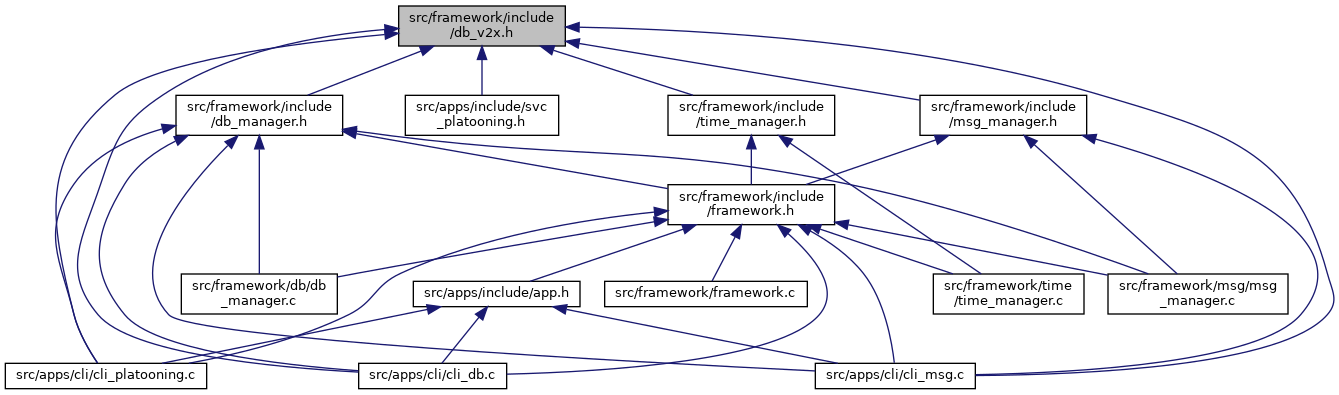 src/framework/include
/db_v2x.h
src/framework/include
/db_manager.h
src/apps/include/svc
_platooning.h
src/framework/include
/time_manager.h
src/framework/include
/msg_manager.h
src/framework/include
/framework.h
src/framework/db/db
_manager.c
src/apps/include/app.h
src/framework/framework.c
src/framework/time
/time_manager.c
src/framework/msg/msg
_manager.c
src/apps/cli/cli_platooning.c
src/apps/cli/cli_db.c
src/apps/cli/cli_msg.c